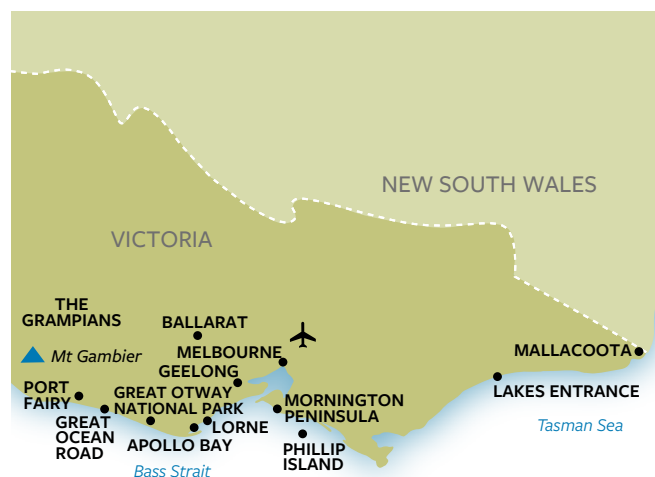 NEW SOUTH WALES
VICTORIA
THE
GRAMPIANS
BALLARAT
Mt Gambier
MELBOURNE
MALLACOOTA
GEELONG
PORT
FAIRY
GREAT OTWAY
NATIONAL PARK
MORNINGTON
PENINSULA
LAKES ENTRANCE
GREAT
OCEAN
ROAD
LORNE
APOLLO BAY
PHILLIP
ISLAND
Tasman Sea
Bass Strait